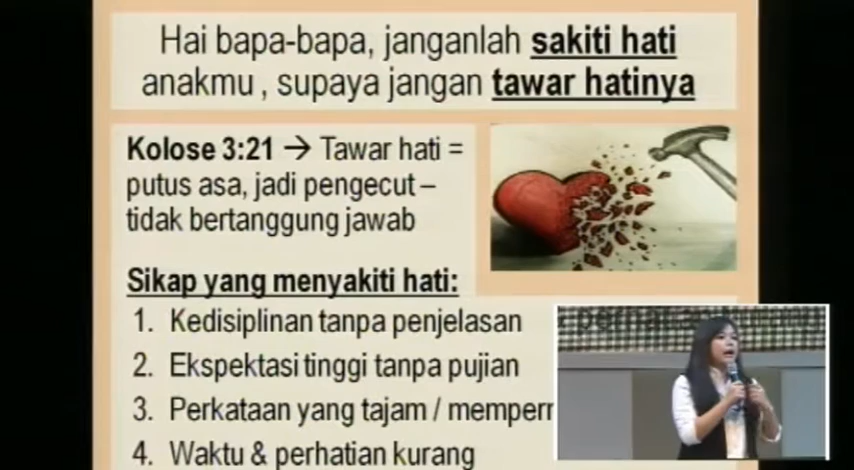 Hai bapa-bapa, janganlah sakiti hati
anakmu , supaya jangan tawar hatinya
Kolose 3:21 → Tawar hati =
putus asa, jadi pengecut –
tidak bertanggung jawab
Sikap yang menyakiti hati:
1. Kedisiplinan tanpa penjelasan
2. Ekspektasi tinggi tanpa pujian
3. Perkataan yang tajam /
4. Waktu & perhatian kurang